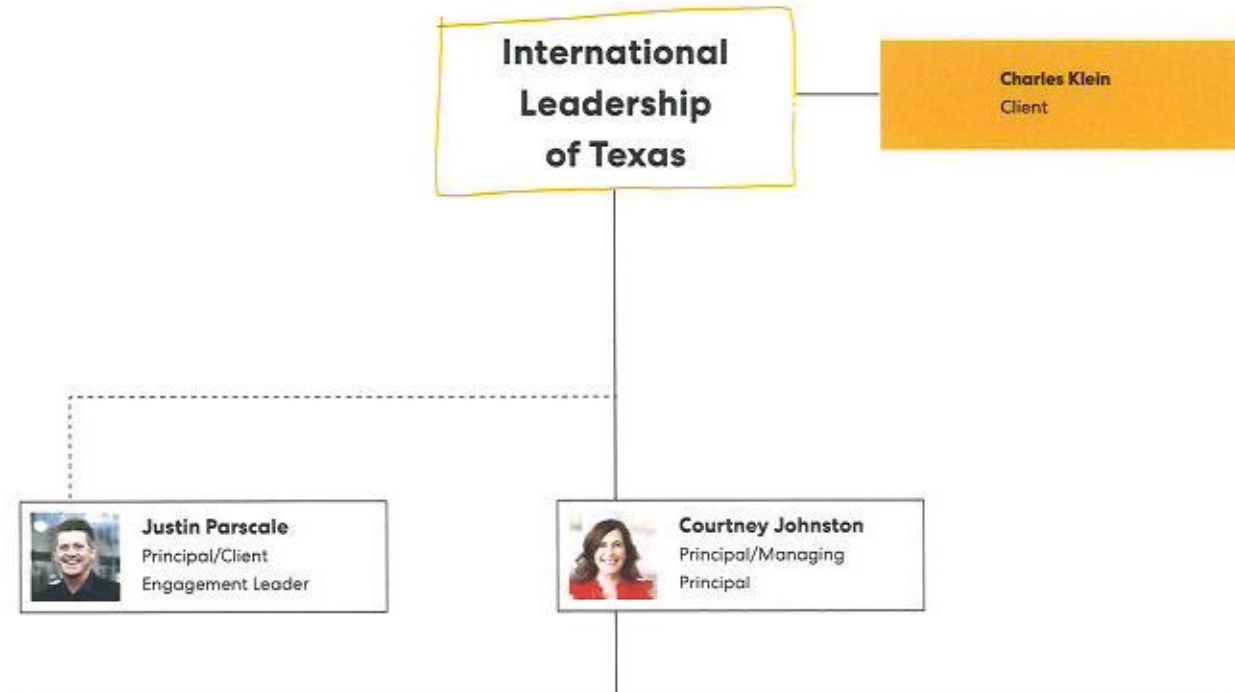 International
Leadership
of Texas
Charles Klein
Client
Justin Parscale
Principal/Client
Engagement Leader
Courtney Johnston
Principal/Managing
Principal